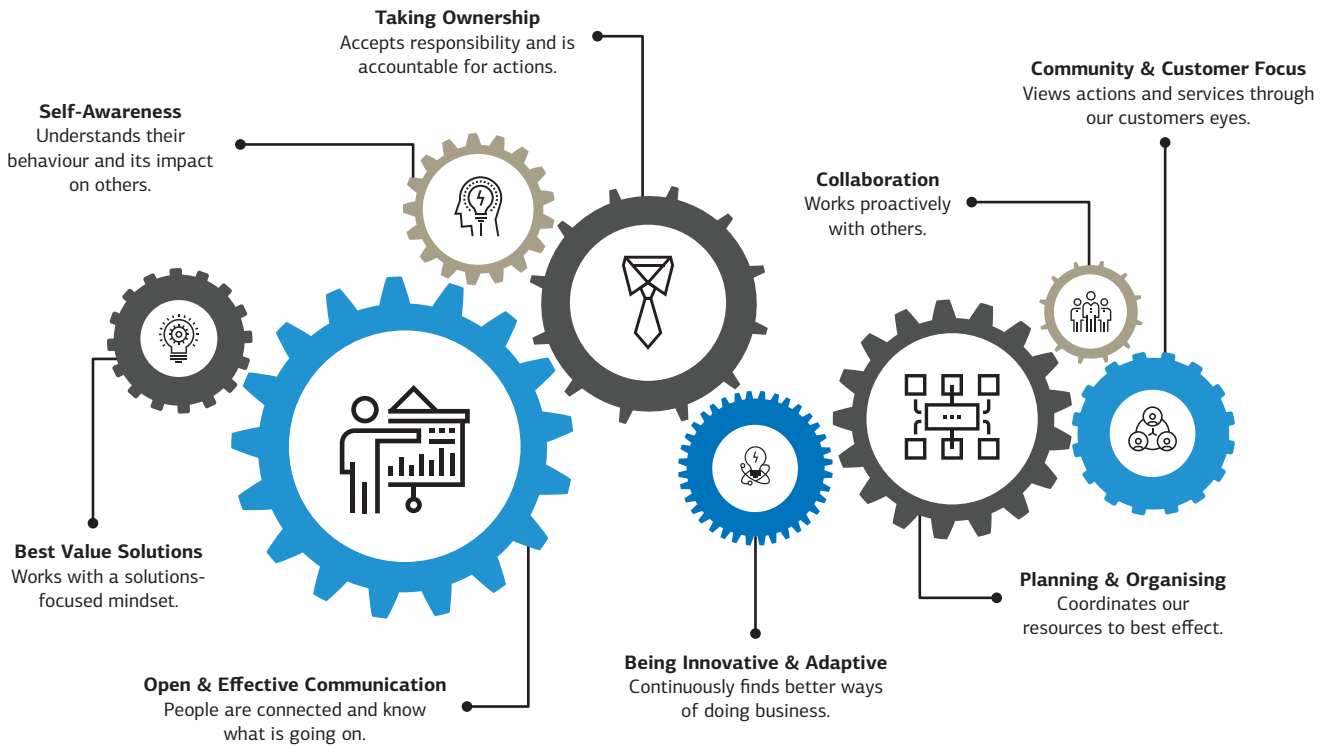 Taking Ownership
Accepts responsibility and is
accountable for actions.
Community & Customer Focus
Views actions and services through
our customers eyes.
Self-Awareness
Understands their
behaviour and its impact
on others.
Collaboration
Works proactively
with others.
Best Value Solutions
Works with a solutions-
focused mindset.
Planning & Organising
Coordinates our
resources to best effect.
Being Innovative & Adaptive
Continuously finds better ways
of doing business.
Open & Effective Communication
People are connected and know
what is going on.